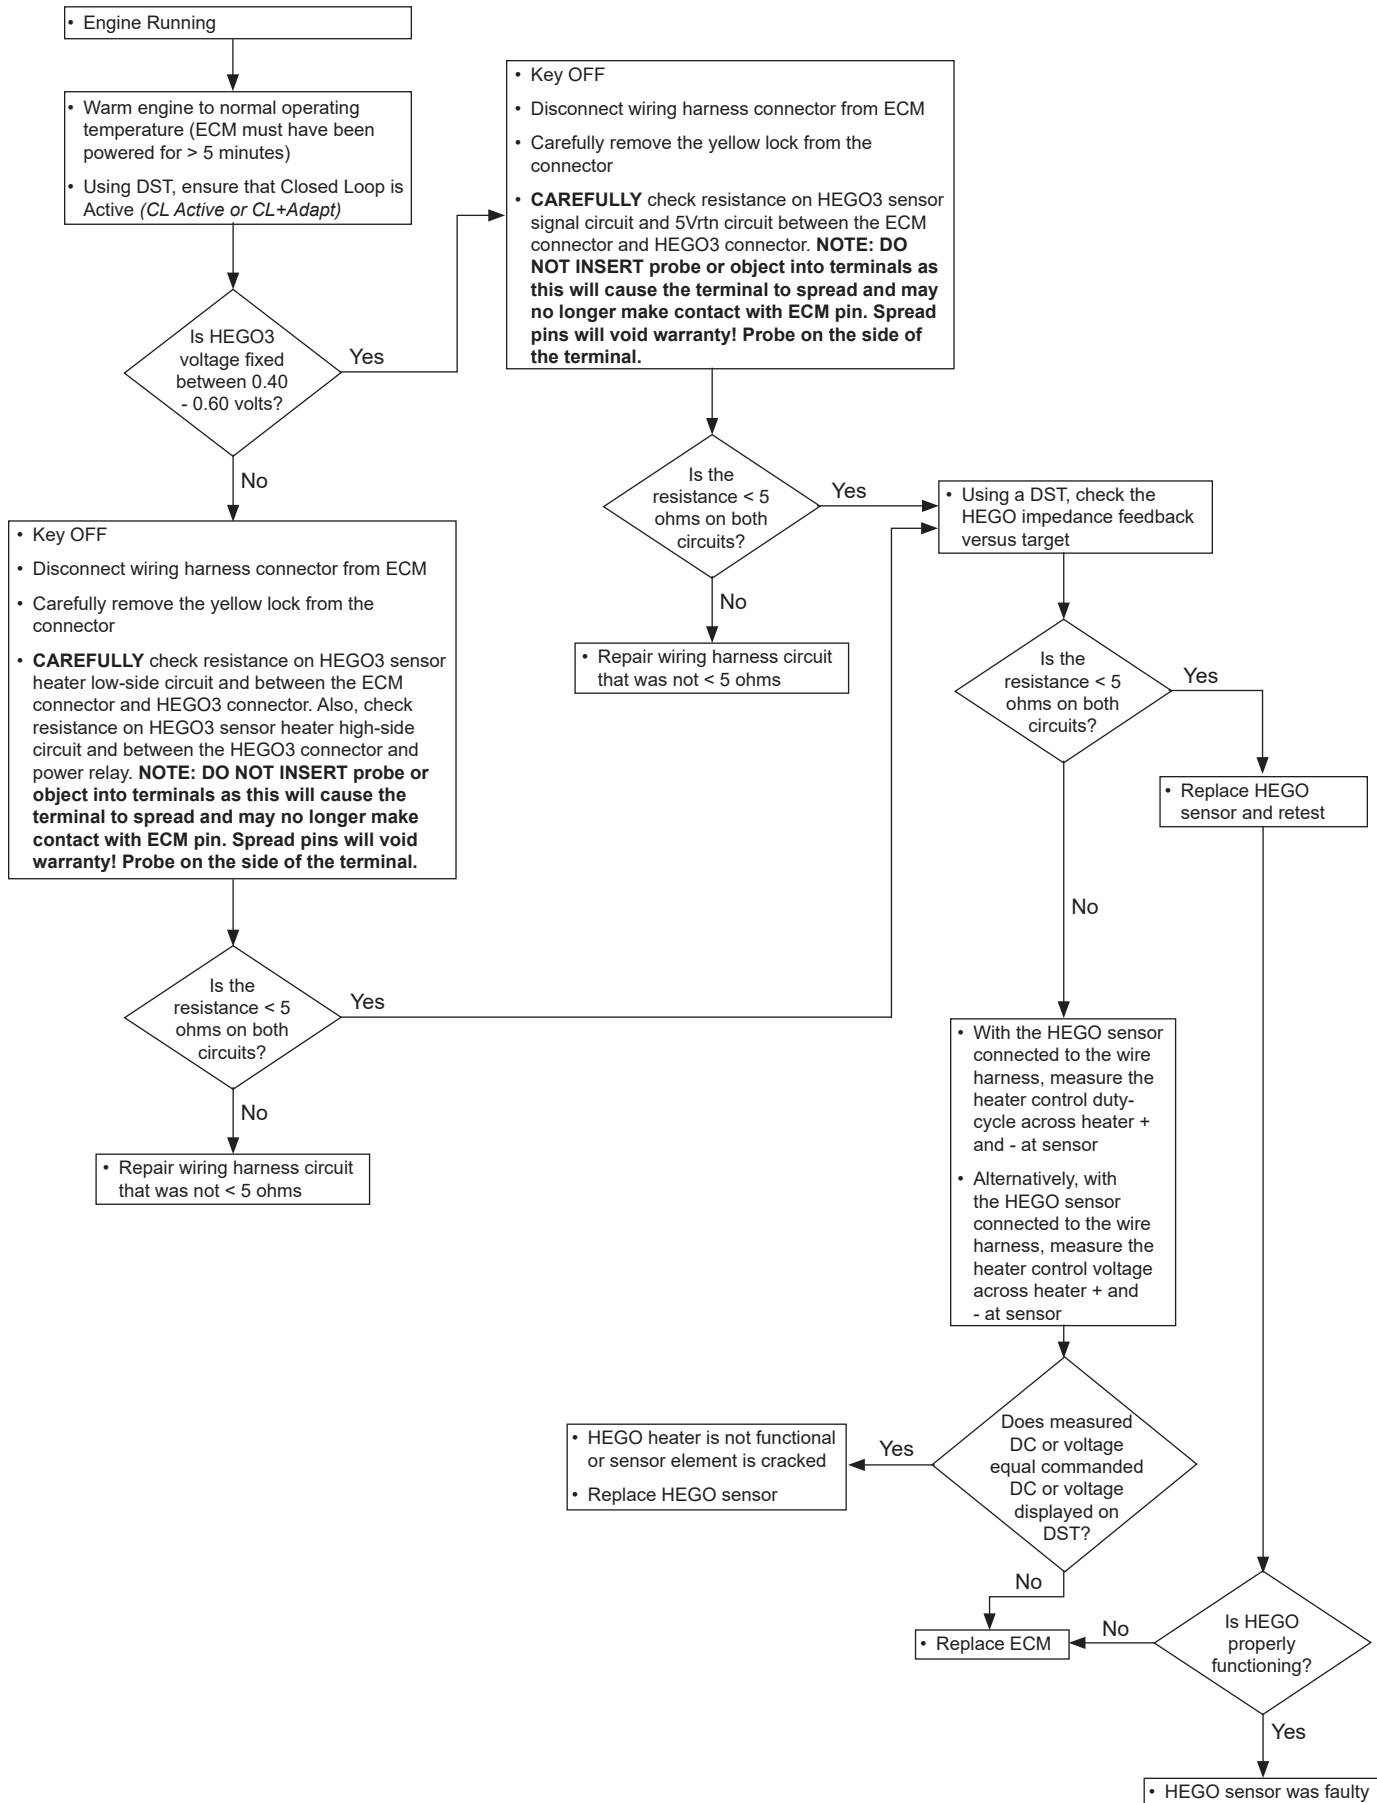 • Engine Running
• Warm engine to normal operating
temperature (ECM must have been
powered for > 5 minutes)
• Using DST, ensure that Closed Loop is
Active (CL Active or CL+Adapt)
Is HEGO3
voltage fixed
between 0.40
- 0.60 volts?
Yes
No
• Key OFF
• Disconnect wiring harness connector from ECM
• Carefully remove the yellow lock from the
connector
• CAREFULLY check resistance on HEGO3 sensor
signal circuit and 5Vrtn circuit between the ECM
connector and HEGO3 connector. NOTE: DO
NOT INSERT probe or object into terminals as
this will cause the terminal to spread and may
no longer make contact with ECM pin. Spread
pins will void warranty! Probe on the side of
the terminal.
Is the
resistance < 5
ohms on both
circuits?
Yes
No
• Repair wiring harness circuit
that was not < 5 ohms
• Key OFF
• Disconnect wiring harness connector from ECM
• Carefully remove the yellow lock from the
connector
• CAREFULLY check resistance on HEGO3 sensor
heater low-side circuit and between the ECM
connector and HEGO3 connector. Also, check
resistance on HEGO3 sensor heater high-side
circuit and between the HEGO3 connector and
power relay. NOTE: DO NOT INSERT probe or
object into terminals as this will cause the
terminal to spread and may no longer make
contact with ECM pin. Spread pins will void
warranty! Probe on the side of the terminal.
Is the
resistance < 5
ohms on both
circuits?
Yes
No
• Repair wiring harness circuit
that was not < 5 ohms
• Using a DST, check the
HEGO impedance feedback
versus target
Is the
resistance < 5
ohms on both
circuits?
Yes
• Replace HEGO
sensor and retest
No
• With the HEGO sensor
connected to the wire
harness, measure the
heater control duty-
cycle across heater +
and - at sensor
• Alternatively, with
the HEGO sensor
connected to the wire
harness, measure the
heater control voltage
across heater + and
- at sensor
Does measured
DC or voltage
equal commanded
DC or voltage
displayed on
DST?
Yes
• HEGO heater is not functional
or sensor element is cracked
• Replace HEGO sensor
No
• Replace ECM
No
Is HEGO
properly
functioning?
Yes
• HEGO sensor was faulty